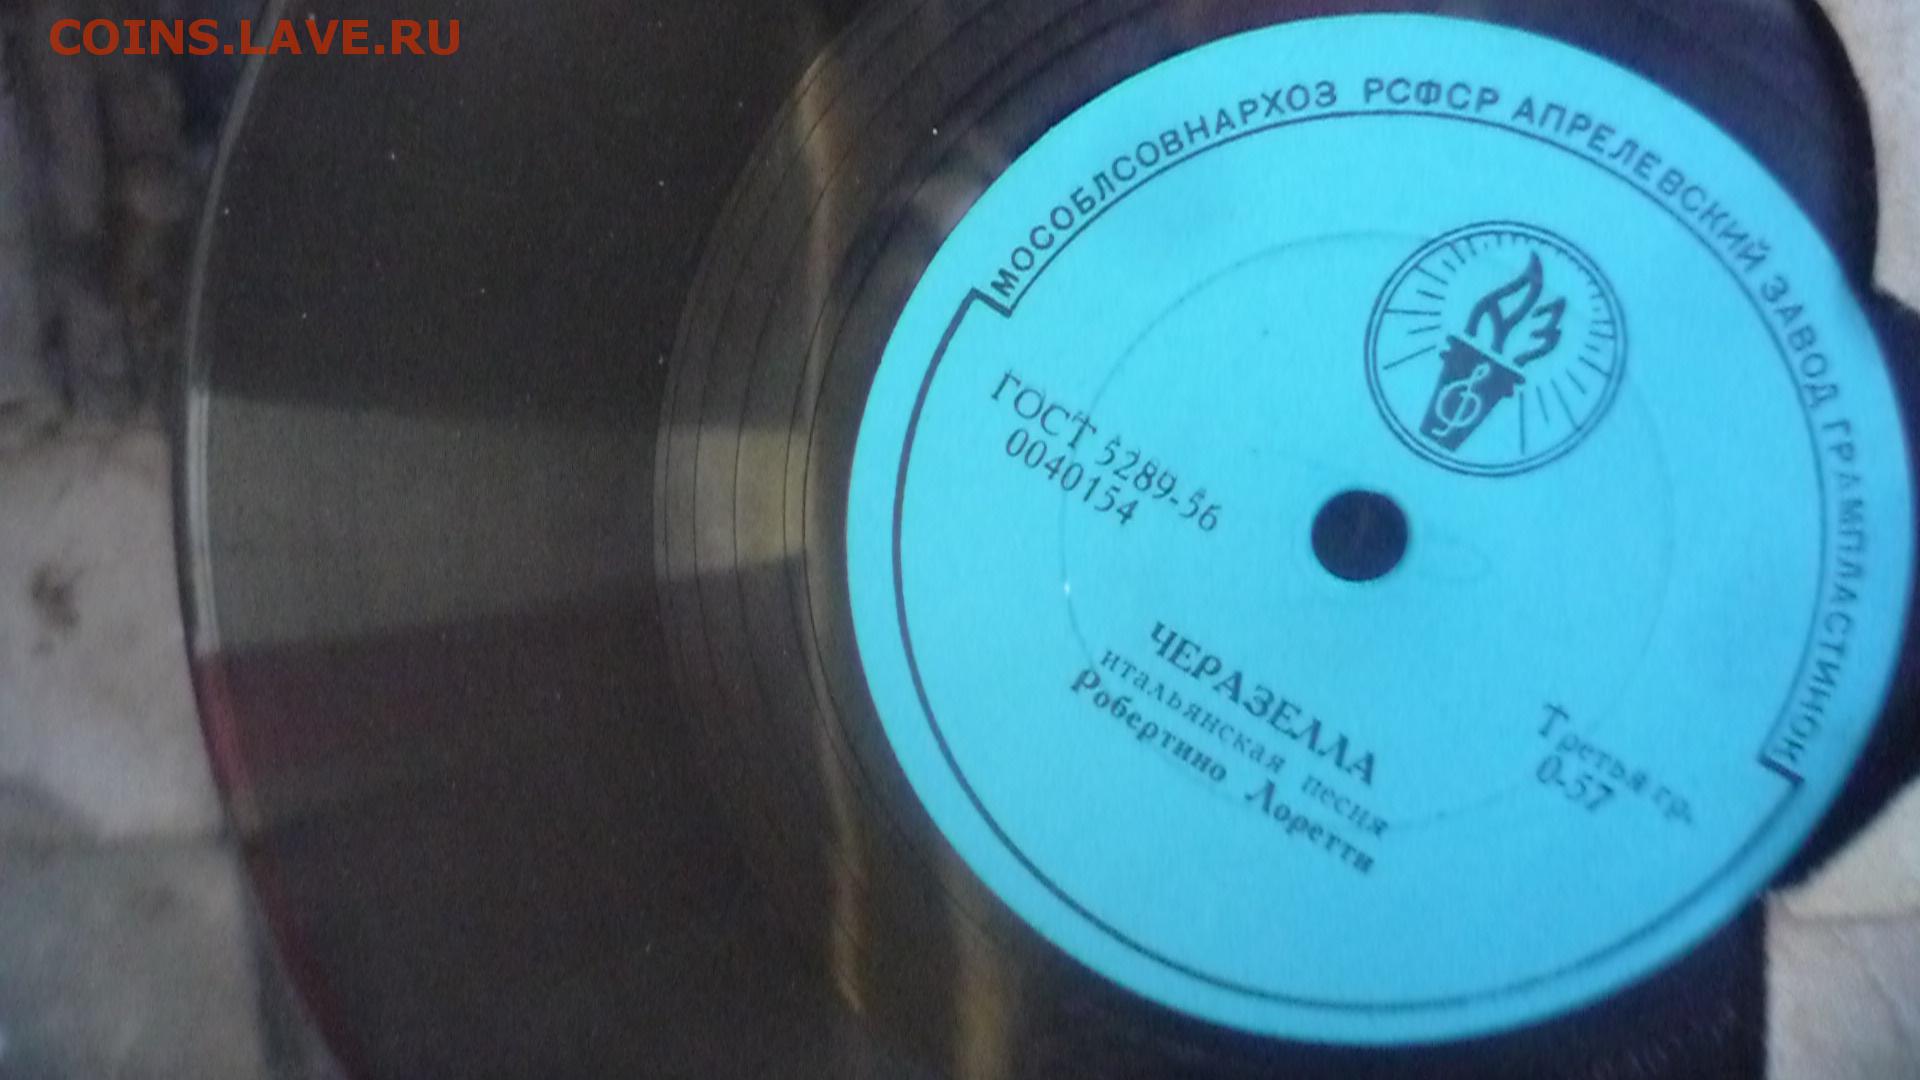 COINS.LAVE.RU
МОСОБЛСОВНАРХОЗ РСФСР АПРЕЛЕВСКИЙ ЗАВОД ГРАМПЛАСТИНОК
АЗ
ГОСТ 5289-56
0040154
ЧЕРАЗЕЛЛА
итальянская песня
Робертино Лоретти
Третья гр.
0-57